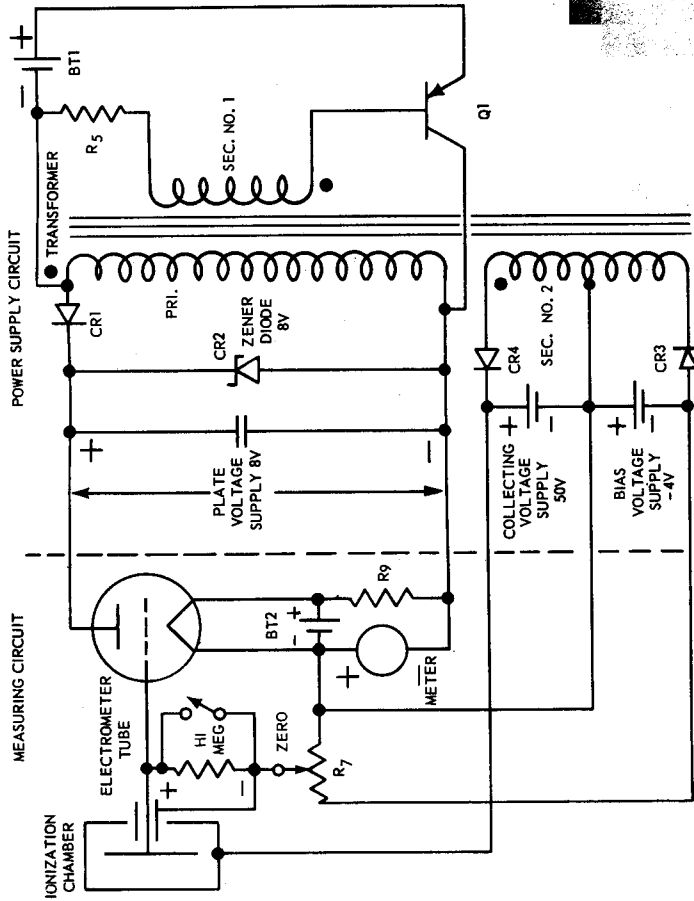 POWER SUPPLY CIRCUIT
MEASURING CIRCUIT
+
−
BT1
R5
SEC. NO. 1
Q1
TRANSFORMER
CR1
PRI.
CR2
ZENER
DIODE
8V
+
−
PLATE
VOLTAGE
SUPPLY 8V
CR4
SEC. NO. 2
CR3
+
−
COLLECTING
VOLTAGE
SUPPLY
50V
+
−
BIAS
VOLTAGE
SUPPLY
-4V
ELECTROMETER
TUBE
R9
BT2
+
-
+
−
METER
HI
MEG
+
−
ZERO
R7
IONIZATION
CHAMBER